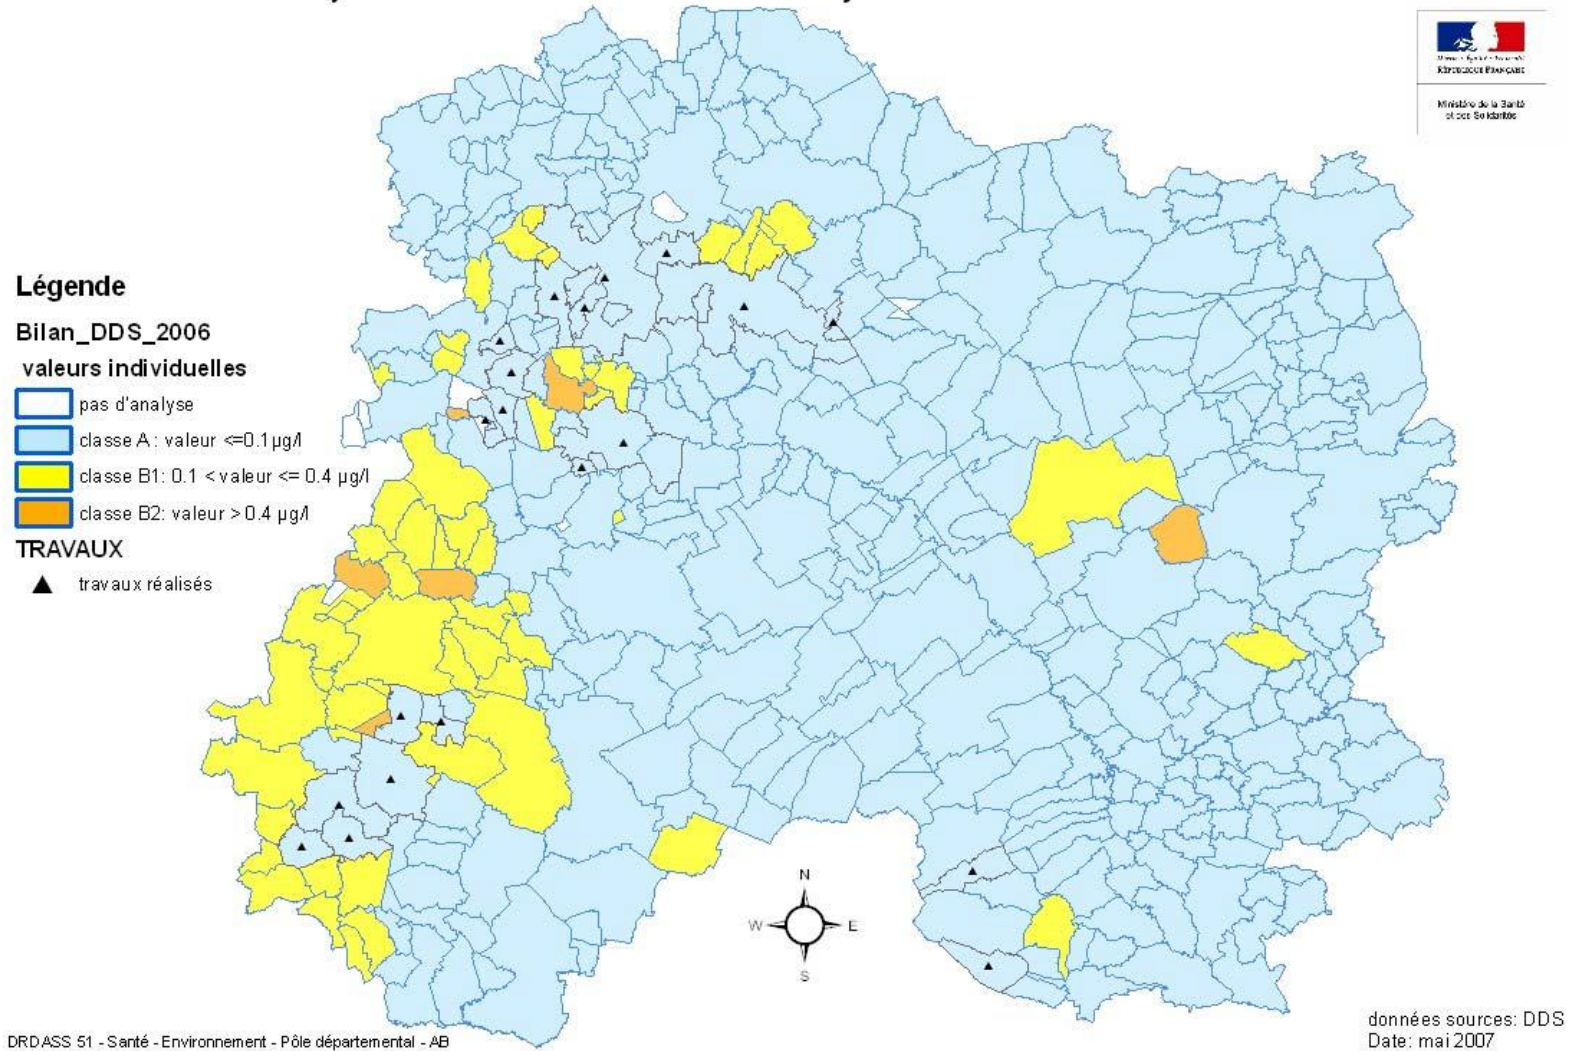 RÉPUBLIQUE FRANÇAISE
Ministère de la Santé
et des Solidarités
Légende
Bilan_DDS_2006
valeurs individuelles
pas d'analyse
classe A : valeur <=0.1 µg/l
classe B1: 0.1 < valeur <= 0.4 µg/l
classe B2: valeur > 0.4 µg/l
TRAVAUX
travaux réalisés
N
W
E
S
DRDASS 51 - Santé - Environnement - Pôle départemental - AB
données sources: DDS
Date: mai 2007